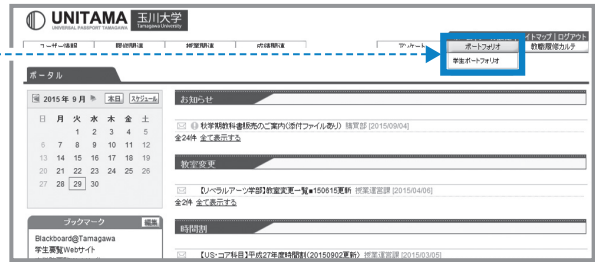 UNITAMA 玉川大学
UNIVERSAL PASSPORT TAMAGAWA Tamagawa University
サイトマップ | ログアウト
ユーザー情報 履修関連 授業関連 成績関連 アンケート ポートフォリオ 教職履修カルテ
学生ポートフォリオ
ポータル
2015年 9月 本日 スケジュール
日 月 火 水 木 金 土
1 2 3 4 5
6 7 8 9 10 11 12
13 14 15 16 17 18 19
20 21 22 23 24 25 26
27 28 29 30
ブックマーク 編集
Blackboard@Tamagawa
学生要覧Webサイト
お知らせ
秋学期教科書販売のご案内(添付ファイルあり) 購買部 [2015/09/04]
全24件 全て表示する
教室変更
【リベラルアーツ学部】教室変更一覧■150615更新 授業運営課 [2015/04/06]
全2件 全て表示する
時間割
【US・コア科目】平成27年度時間割(20150902更新) 授業運営課 [2015/03/05]